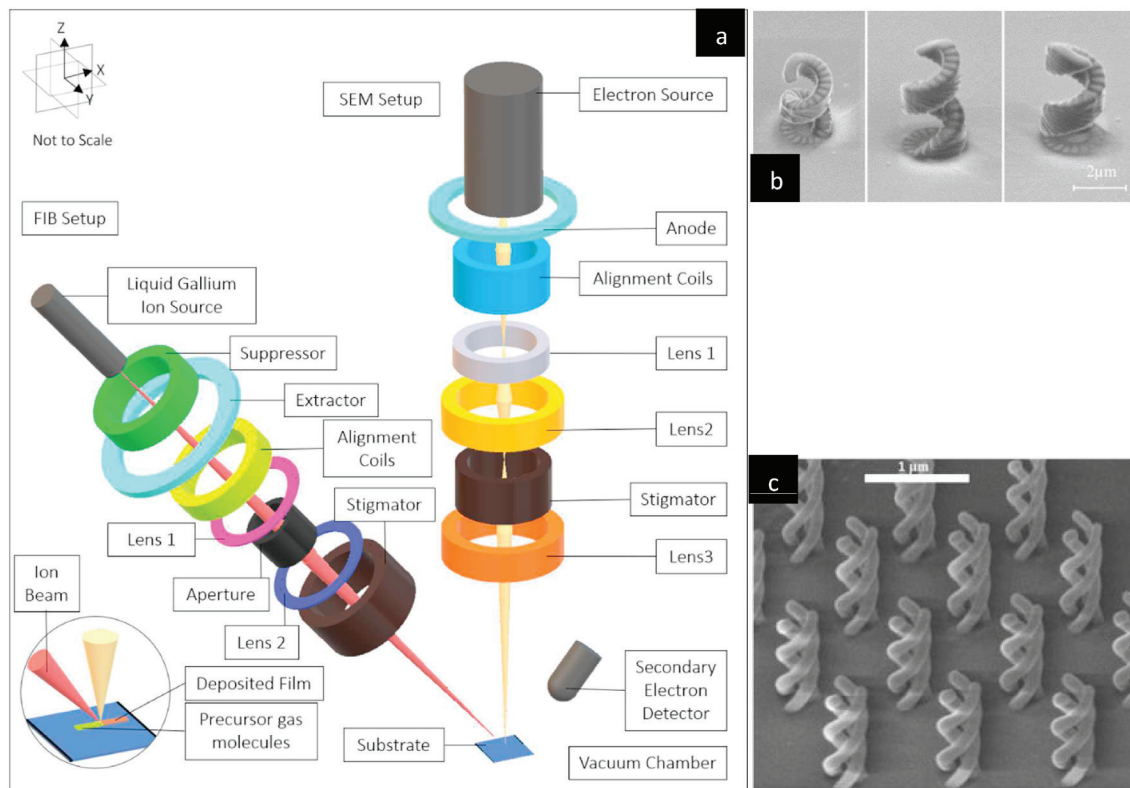 a
Z
X
Y
Not to Scale
SEM Setup
Electron Source
FIB Setup
Anode
Alignment Coils
Liquid Gallium
Ion Source
Suppressor
Lens 1
Extractor
Lens2
Alignment
Coils
Stigmator
Stigmator
Lens 1
Lens3
Ion
Beam
Aperture
Lens 2
Deposited Film
Precursor gas
molecules
Secondary
Electron
Detector
Substrate
Vacuum Chamber
b
2μm
c
1 μm